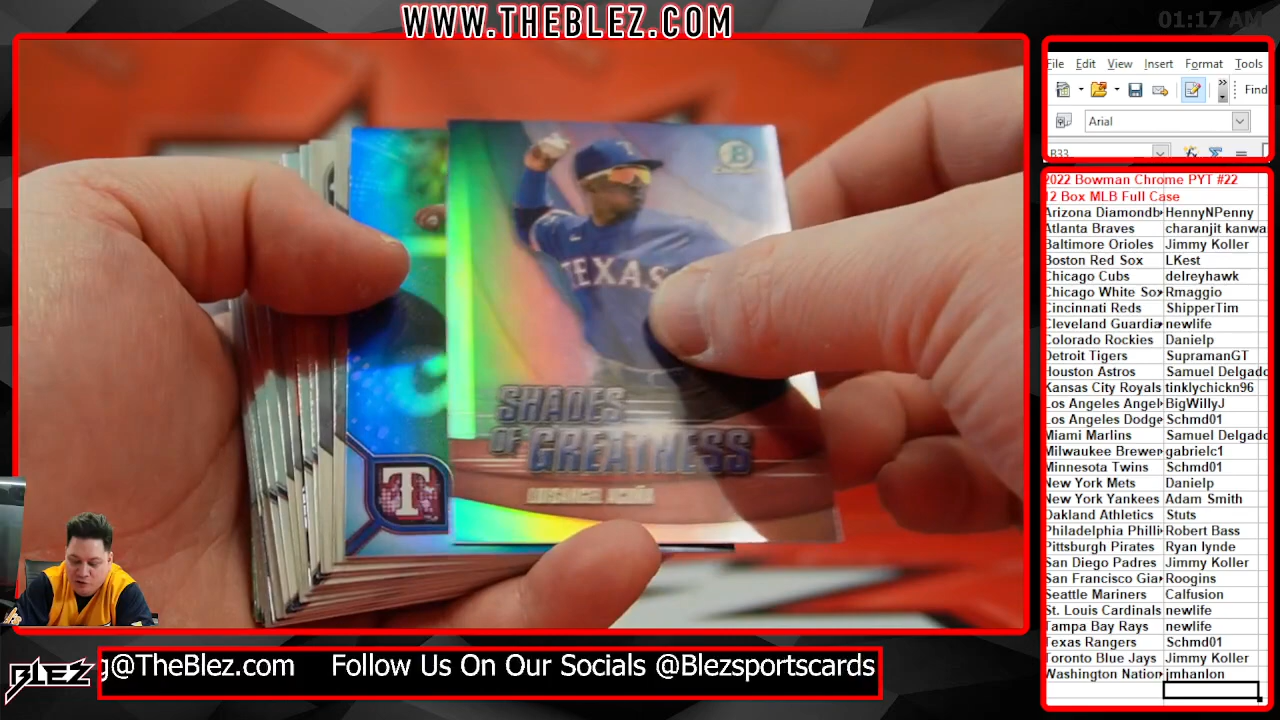 WWW.THEBLEZ.COM
01:17 AM
File Edit View Insert Format Tools
Find
Arial
B33
2022 Bowman Chrome PYT #22
12 Box MLB Full Case
Arizona Diamondb HennyNPenny
Atlanta Braves charanjit kanwa
Baltimore Orioles Jimmy Koller
Boston Red Sox LKest
Chicago Cubs delreyhawk
Chicago White Sox Rmaggio
Cincinnati Reds ShipperTim
Cleveland Guardia newlife
Colorado Rockies Danielp
Detroit Tigers SupramanGT
Houston Astros Samuel Delgado
Kansas City Royals tinklychickn96
Los Angeles Angel BigWillyJ
Los Angeles Dodge Schmd01
Miami Marlins Samuel Delgado
Milwaukee Brewer gabrielc1
Minnesota Twins Schmd01
New York Mets Danielp
New York Yankees Adam Smith
Oakland Athletics Stuts
Philadelphia Philli Robert Bass
Pittsburgh Pirates Ryan lynde
San Diego Padres Jimmy Koller
San Francisco Gia Roogins
Seattle Mariners Calfusion
St. Louis Cardinals newlife
Tampa Bay Rays newlife
Texas Rangers Schmd01
Toronto Blue Jays Jimmy Koller
Washington Nation jmhanlon
T
TEXAS
B
SHADES
OF GREATNESS
T
BLEZ
g@TheBlez.com Follow Us On Our Socials @Blezsportscards